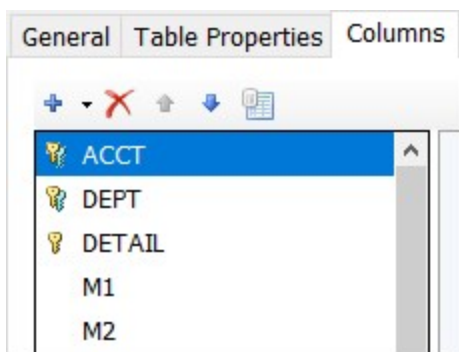 General Table Properties Columns
ACCT
DEPT
DETAIL
M1
M2